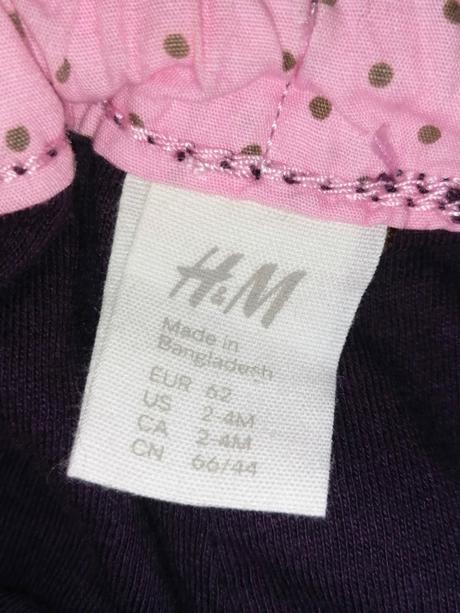 H&M
Made in
Bangladesh
EUR 62
US 2-4M
CA 2-4M
CN 66/44